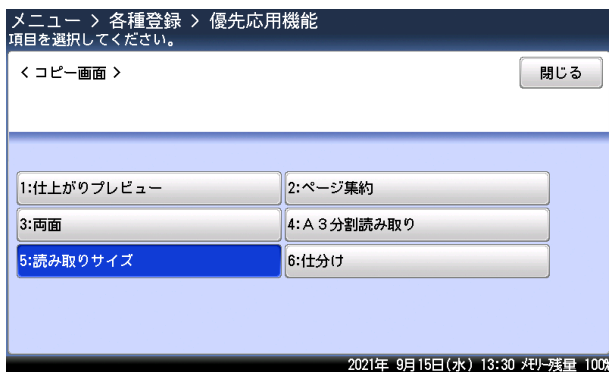 メニュー > 各種登録 > 優先応用機能
項目を選択してください。
<コピー画面>
閉じる
1:仕上がりプレビュー
2:ページ集約
3:両面
4:A3分割読み取り
5:読み取りサイズ
6:仕分け
2021年 9月15日(水) 13:30 メモリー残量 100%